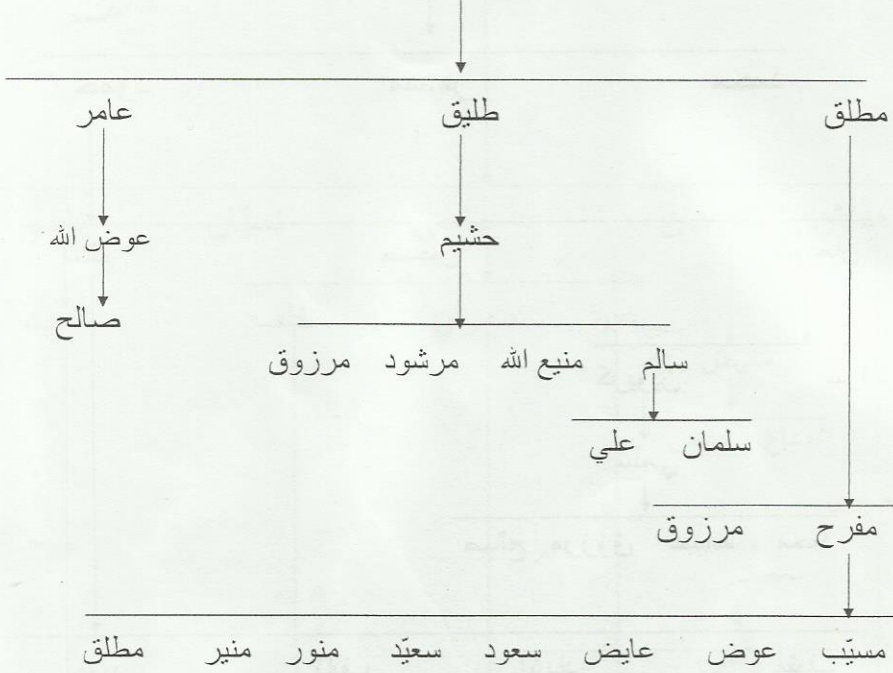 مطلق طليق عامر
حشيم عوض الله
صالح
سالم منيع الله مرشود مرزوق
سلمان علي
مفرح مرزوق
مسيّب عوض عايض سعود سعيّد منور منير مطلق